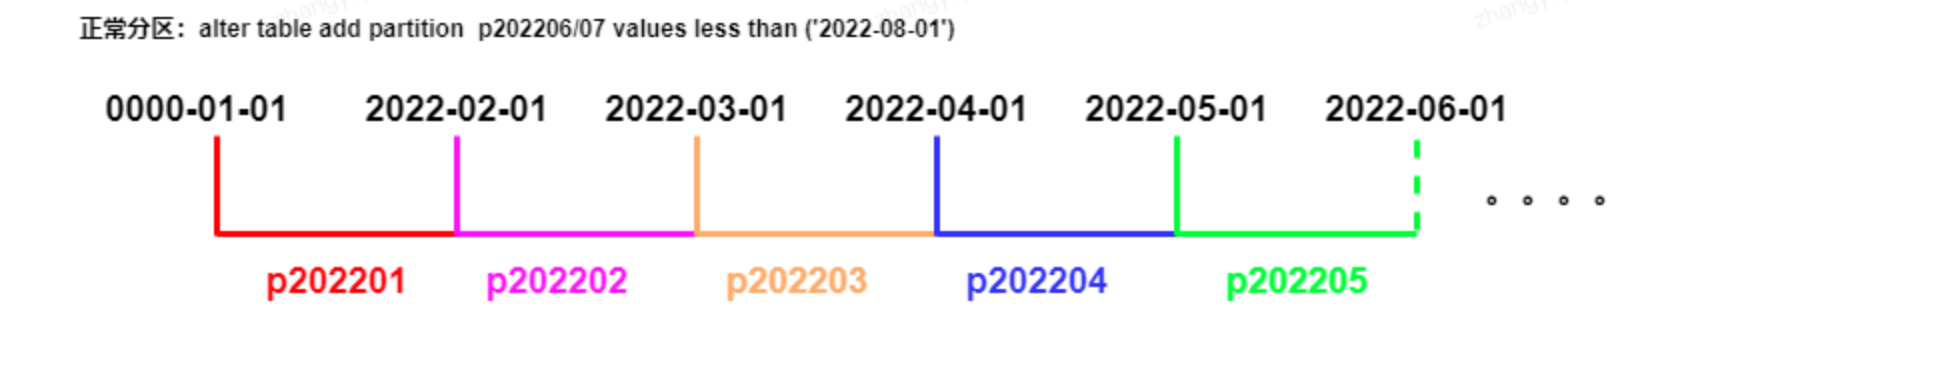 正常分区：alter table add partition p202206/07 values less than ('2022-08-01')
0000-01-01 2022-02-01 2022-03-01 2022-04-01 2022-05-01 2022-06-01
p202201 p202202 p202203 p202204 p202205